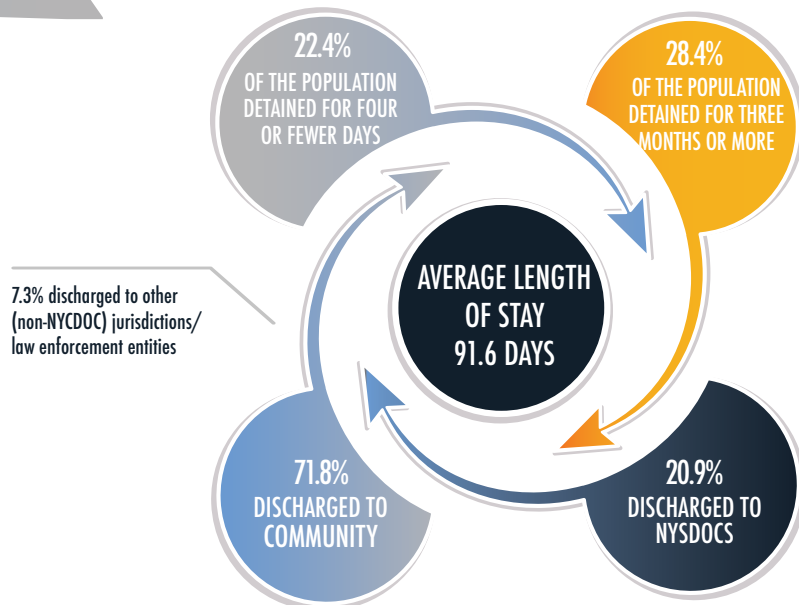 22.4%
OF THE POPULATION
DETAINED FOR FOUR
OR FEWER DAYS
28.4%
OF THE POPULATION
DETAINED FOR THREE
MONTHS OR MORE
AVERAGE LENGTH
OF STAY
91.6 DAYS
7.3% discharged to other
(non-NYCDOC) jurisdictions/
law enforcement entities
71.8%
DISCHARGED TO
COMMUNITY
20.9%
DISCHARGED TO
NYSDOCS